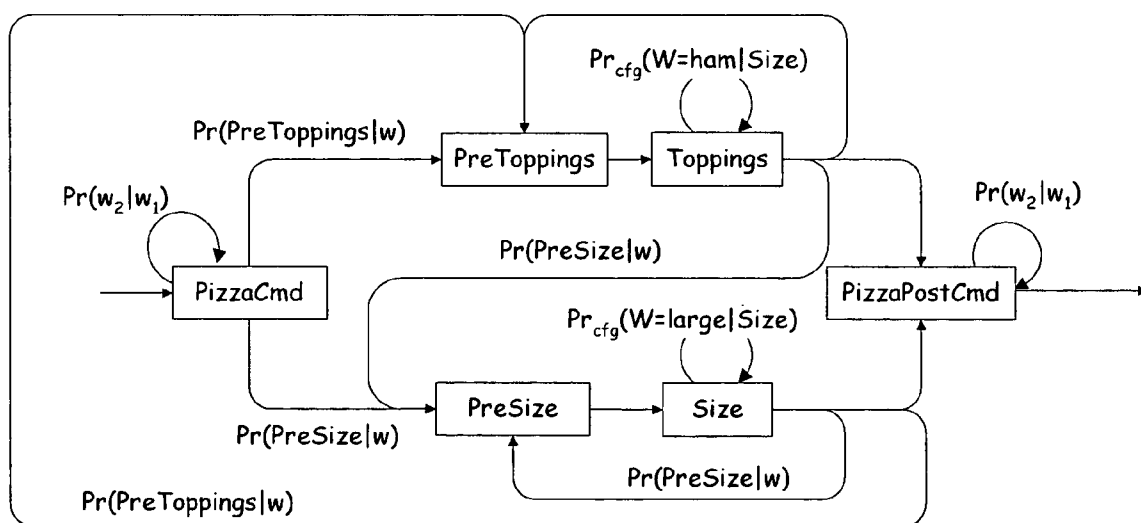 Pr_cfg(W=ham|Size)
Pr(PreToppings|w)
PreToppings
Toppings
Pr(w_2|w_1)
Pr(w_2|w_1)
Pr(PreSize|w)
PizzaCmd
PizzaPostCmd
Pr_cfg(W=large|Size)
PreSize
Size
Pr(PreSize|w)
Pr(PreSize|w)
Pr(PreToppings|w)